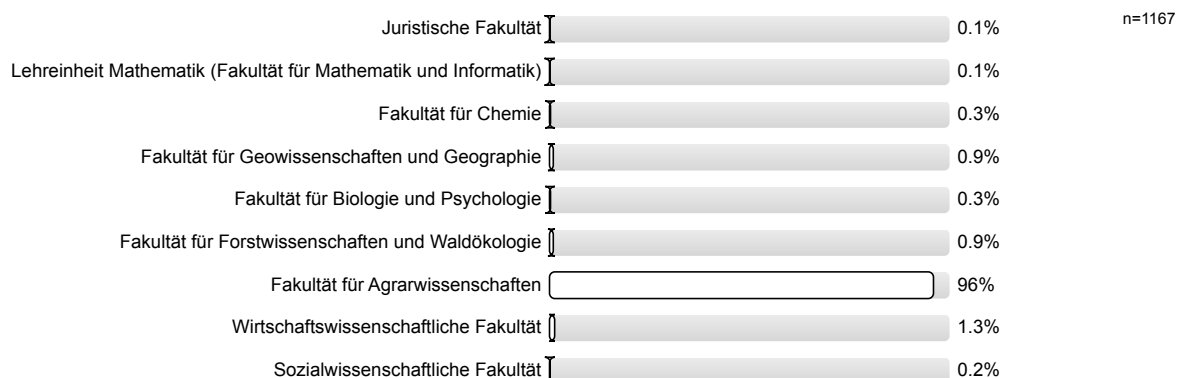 Juristische Fakultät 0.1% n=1167
Lehreinheit Mathematik (Fakultät für Mathematik und Informatik) 0.1%
Fakultät für Chemie 0.3%
Fakultät für Geowissenschaften und Geographie 0.9%
Fakultät für Biologie und Psychologie 0.3%
Fakultät für Forstwissenschaften und Waldökologie 0.9%
Fakultät für Agrarwissenschaften 96%
Wirtschaftswissenschaftliche Fakultät 1.3%
Sozialwissenschaftliche Fakultät 0.2%